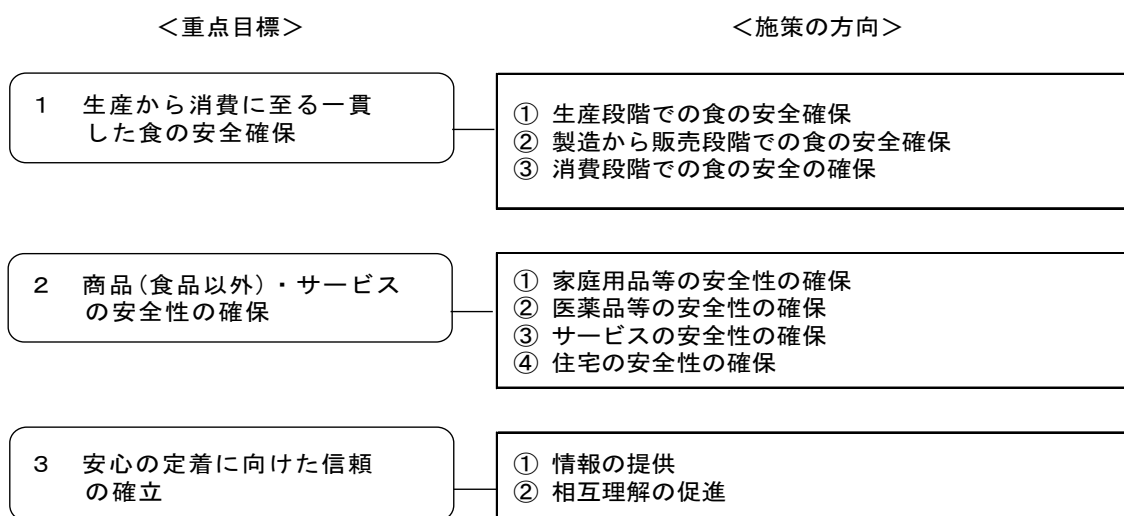 ＜重点目標＞
＜施策の方向＞
１　生産から消費に至る一貫
した食の安全確保
① 生産段階での食の安全確保
② 製造から販売段階での食の安全確保
③ 消費段階での食の安全の確保
２　商品(食品以外)・サービス
の安全性の確保
① 家庭用品等の安全性の確保
② 医薬品等の安全性の確保
③ サービスの安全性の確保
④ 住宅の安全性の確保
３　安心の定着に向けた信頼
の確立
① 情報の提供
② 相互理解の促進